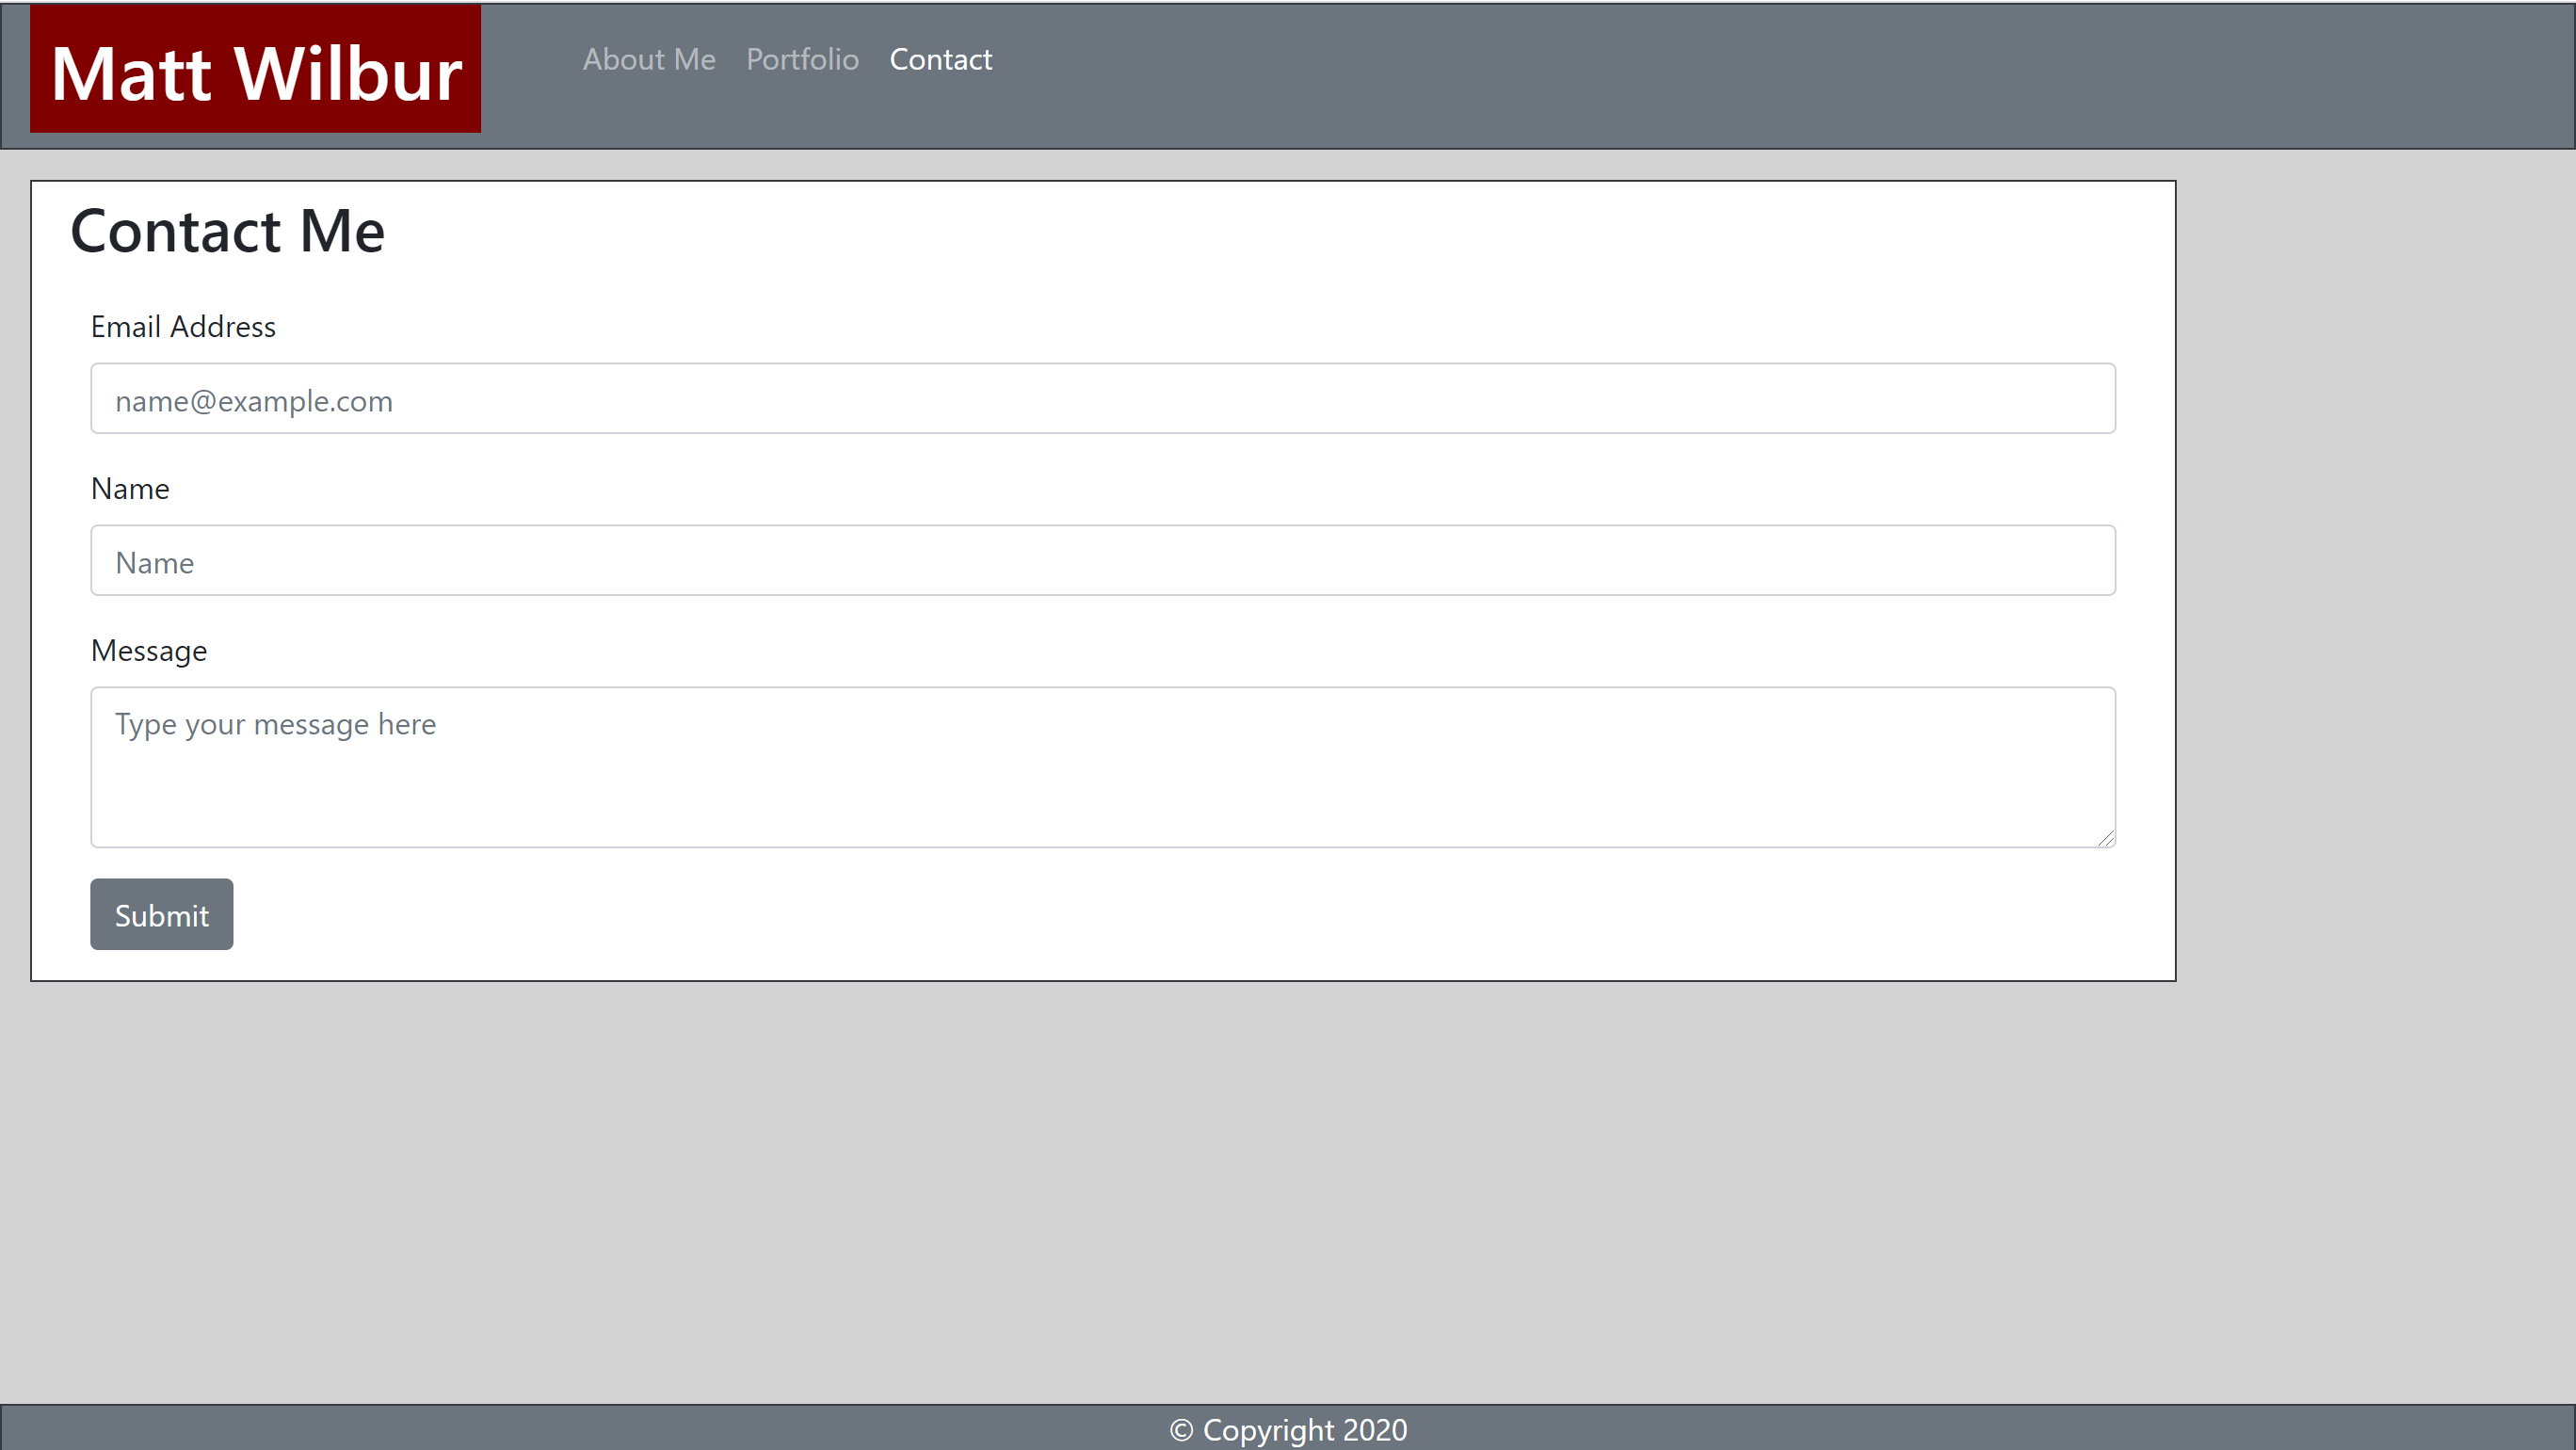 Matt Wilbur
About Me Portfolio Contact
Contact Me
Email Address
name@example.com
Name
Name
Message
Type your message here
Submit
© Copyright 2020